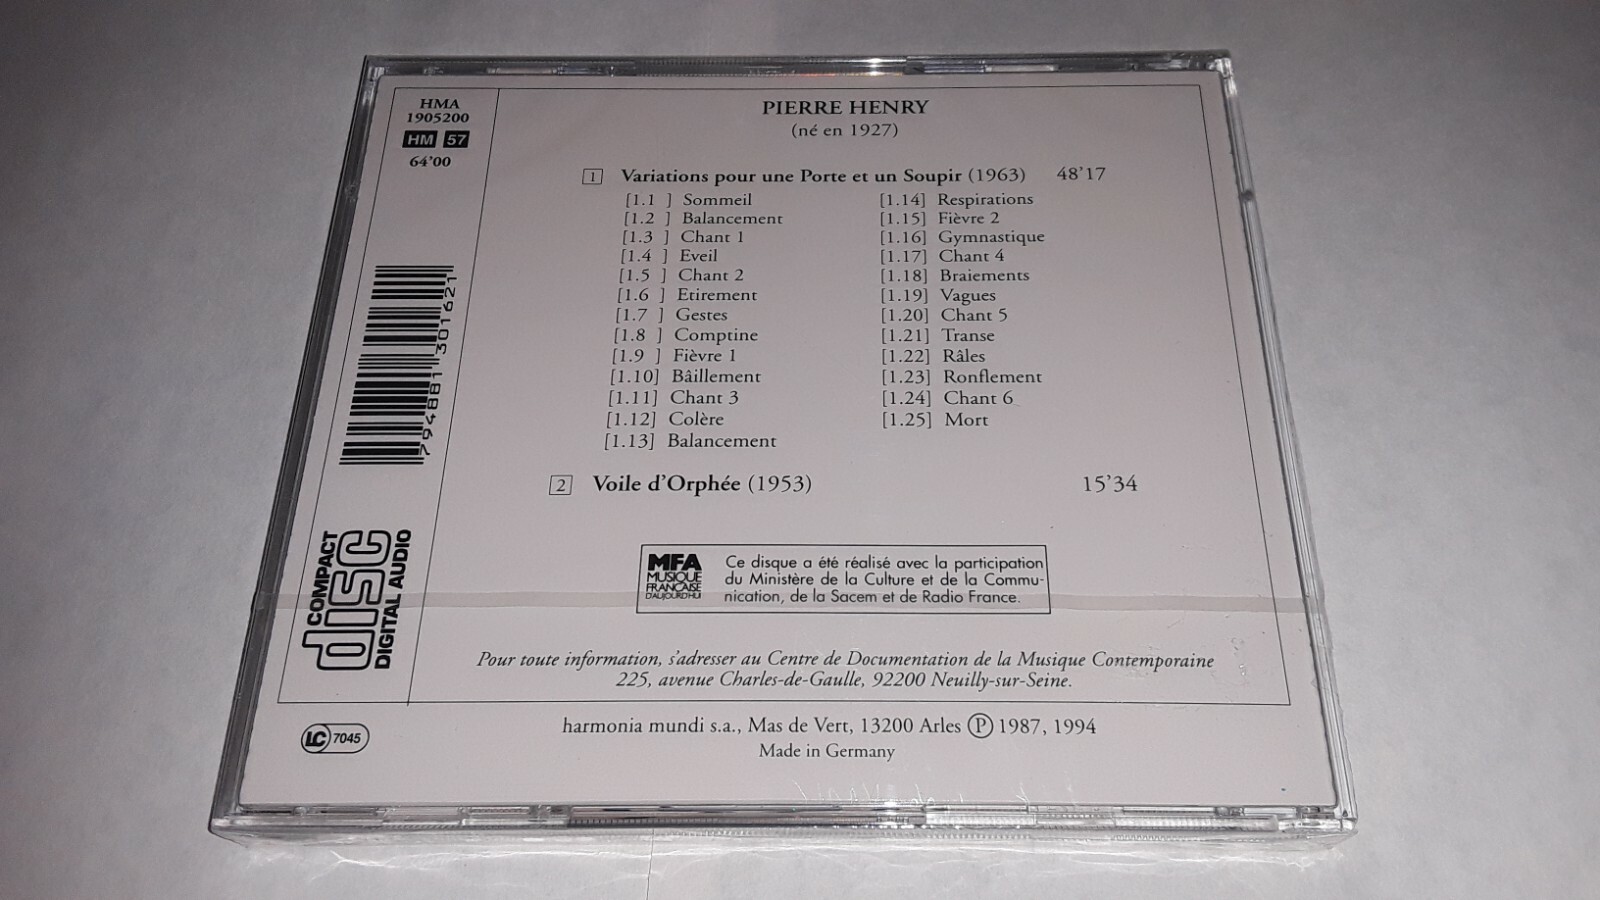 HMA
1905200
HM 57
64'00
7 94881 30162 1
COMPACT
disc
DIGITAL AUDIO
PIERRE HENRY
(né en 1927)
1 Variations pour une Porte et un Soupir (1963) 48'17
[1.1 ] Sommeil
[1.2 ] Balancement
[1.3 ] Chant 1
[1.4 ] Eveil
[1.5 ] Chant 2
[1.6 ] Etirement
[1.7 ] Gestes
[1.8 ] Comptine
[1.9 ] Fièvre 1
[1.10] Bâillement
[1.11] Chant 3
[1.12] Colère
[1.13] Balancement
[1.14] Respirations
[1.15] Fièvre 2
[1.16] Gymnastique
[1.17] Chant 4
[1.18] Braiements
[1.19] Vagues
[1.20] Chant 5
[1.21] Transe
[1.22] Râles
[1.23] Ronflement
[1.24] Chant 6
[1.25] Mort
2 Voile d'Orphée (1953) 15'34
MFA
MUSIQUE
FRANÇAISE
D'AUJOURD'HUI
Ce disque a été réalisé avec la participation
du Ministère de la Culture et de la Commu-
nication, de la Sacem et de Radio France.
Pour toute information, s'adresser au Centre de Documentation de la Musique Contemporaine
225, avenue Charles-de-Gaulle, 92200 Neuilly-sur-Seine.
LC 7045
harmonia mundi s.a., Mas de Vert, 13200 Arles Ⓟ 1987, 1994
Made in Germany